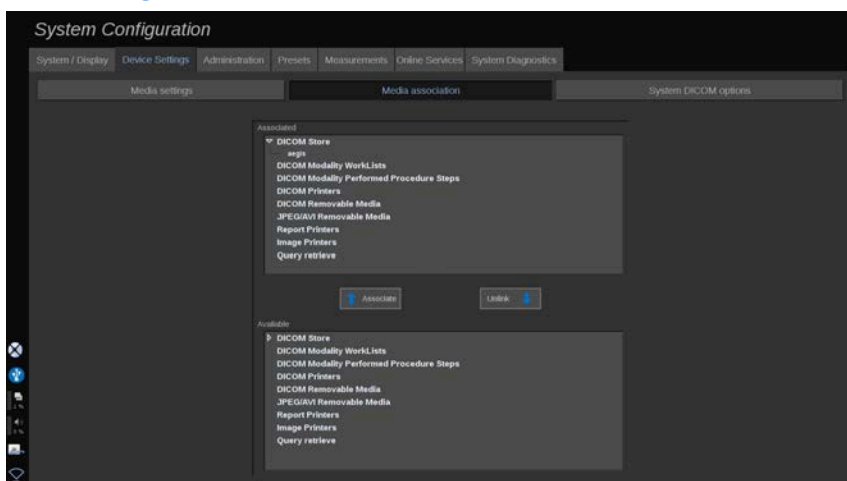 System Configuration
System / Display Device Settings Administration Presets Measurements Online Services System Diagnostics
Media settings Media association System DICOM options
Associated
DICOM Store
aegis
DICOM Modality WorkLists
DICOM Modality Performed Procedure Steps
DICOM Printers
DICOM Removable Media
JPEG/AVI Removable Media
Report Printers
Image Printers
Query retrieve
Associate Unlink
Available
DICOM Store
DICOM Modality WorkLists
DICOM Modality Performed Procedure Steps
DICOM Printers
DICOM Removable Media
JPEG/AVI Removable Media
Report Printers
Image Printers
Query retrieve